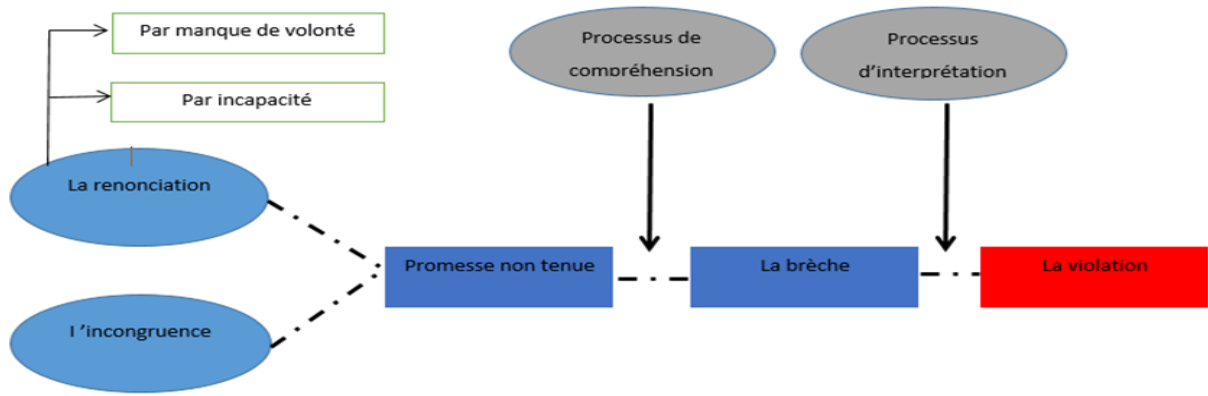 Par manque de volonté
Par incapacité
La renonciation
l 'incongruence
Processus de
compréhension
Processus
d'interprétation
Promesse non tenue
La brèche
La violation